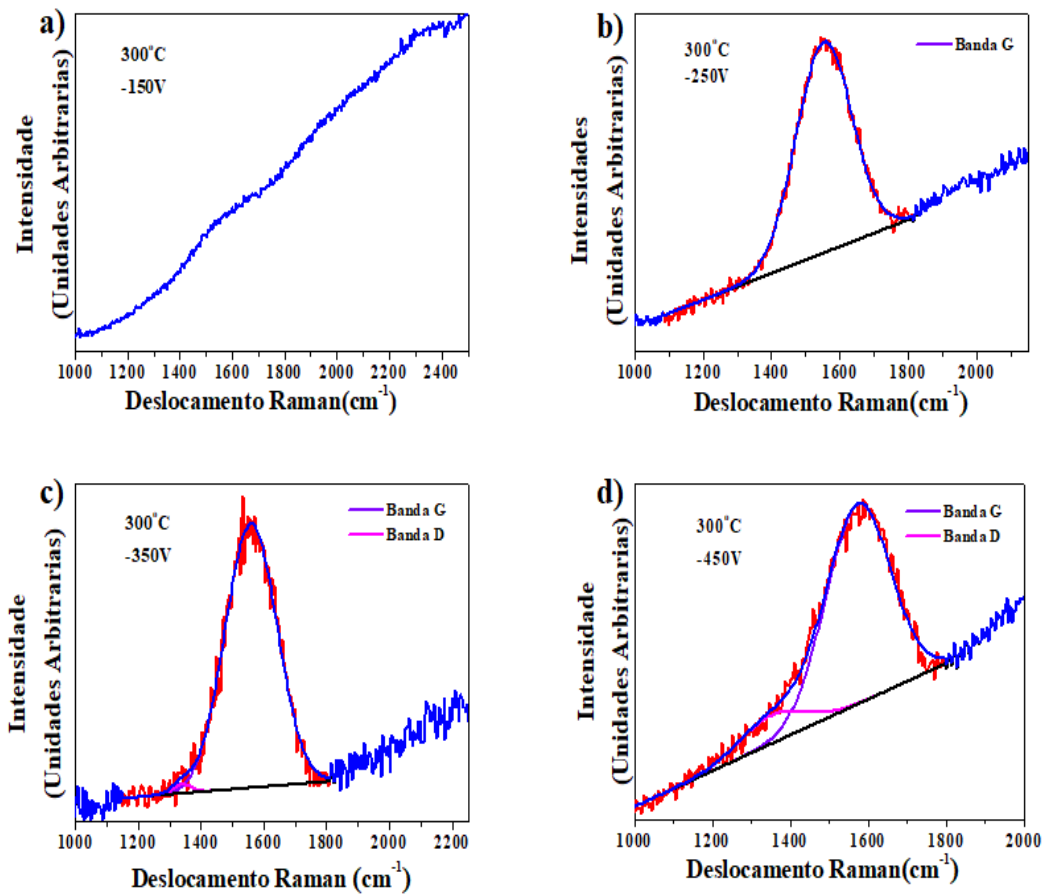 a)
300°C
-150V
Intensidade
(Unidades Arbitrarias)
1000 1200 1400 1600 1800 2000 2200 2400
Deslocamento Raman(cm-1)
b)
300°C
-250V
Banda G
Intensidades
(Unidades Arbitrarias)
1000 1200 1400 1600 1800 2000
Deslocamento Raman(cm-1)
c)
300°C
-350V
Banda G
Banda D
Intensidade
(Unidades Arbitrarias)
1000 1200 1400 1600 1800 2000 2200
Deslocamento Raman (cm-1)
d)
300°C
-450V
Banda G
Banda D
Intensidade
(Unidades Arbitrarias)
1000 1200 1400 1600 1800 2000
Deslocamento Raman(cm-1)